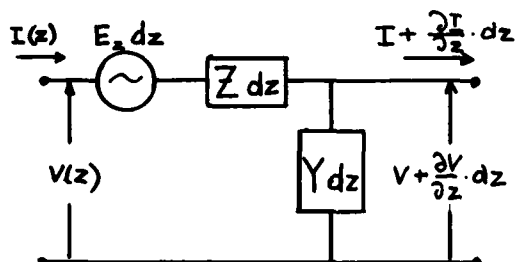 I(z)
E_z dz
I + ∂I/∂z · dz
Z dz
V(z)
Y dz
V + ∂V/∂z · dz